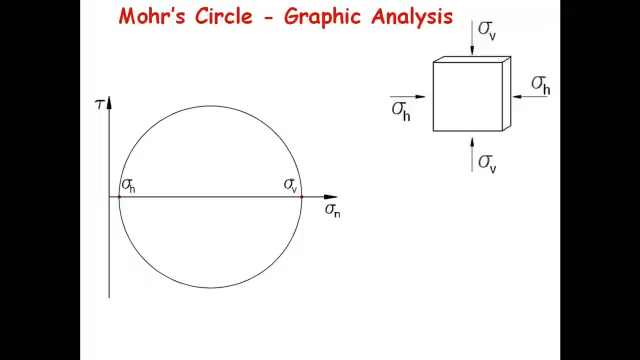 Mohr's Circle - Graphic Analysis
σv
σh
σh
σv
τ
σh
σv
σn